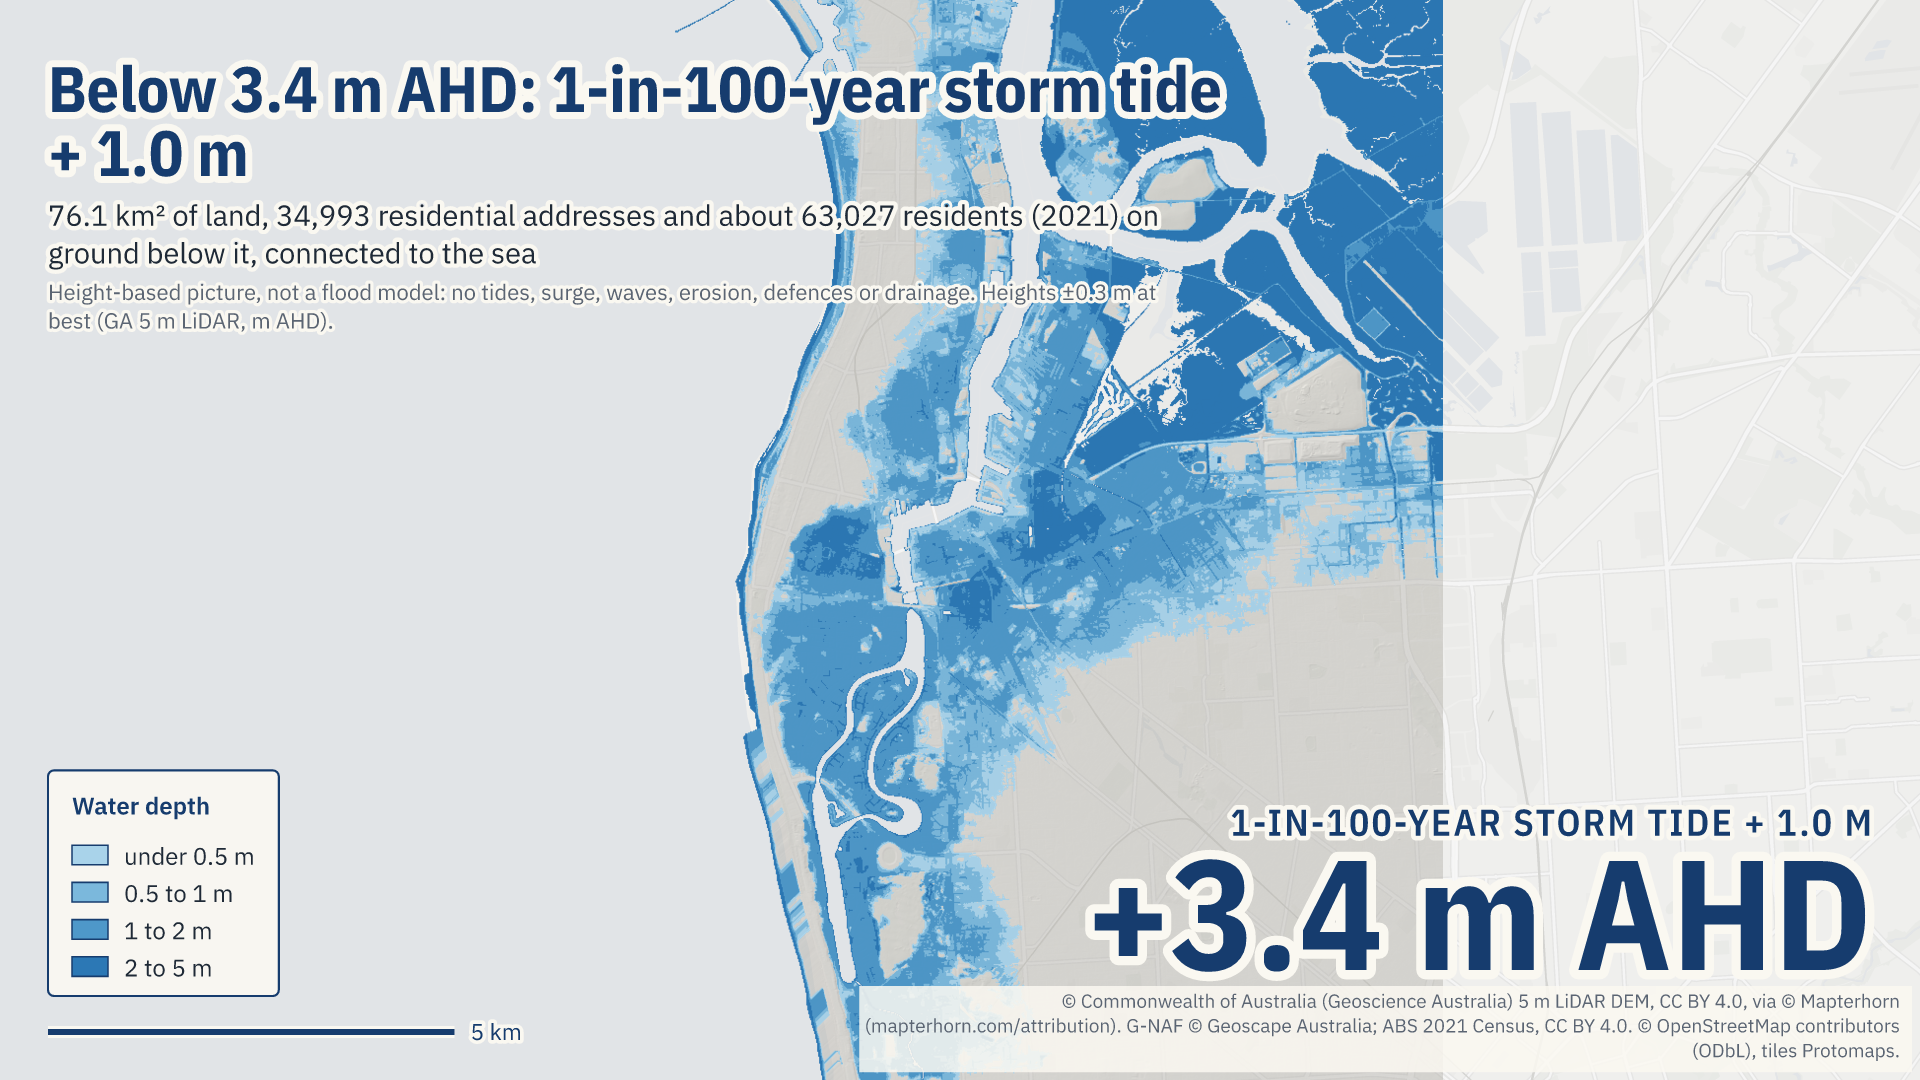 Below 3.4 m AHD: 1-in-100-year storm tide
+ 1.0 m
76.1 km² of land, 34,993 residential addresses and about 63,027 residents (2021) on
ground below it, connected to the sea
Height-based picture, not a flood model: no tides, surge, waves, erosion, defences or drainage. Heights ±0.3 m at
best (GA 5 m LiDAR, m AHD).
Water depth
under 0.5 m
0.5 to 1 m
1 to 2 m
2 to 5 m
5 km
1-IN-100-YEAR STORM TIDE + 1.0 M
+3.4 m AHD
© Commonwealth of Australia (Geoscience Australia) 5 m LiDAR DEM, CC BY 4.0, via © Mapterhorn
(mapterhorn.com/attribution). G-NAF © Geoscape Australia; ABS 2021 Census, CC BY 4.0. © OpenStreetMap contributors
(ODbL), tiles Protomaps.